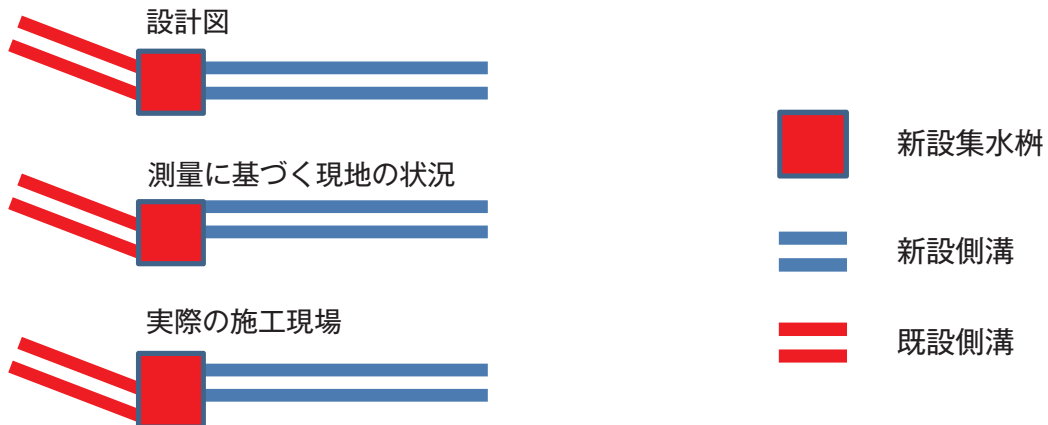 設計図
測量に基づく現地の状況
実際の施工現場
新設集水桝
新設側溝
既設側溝